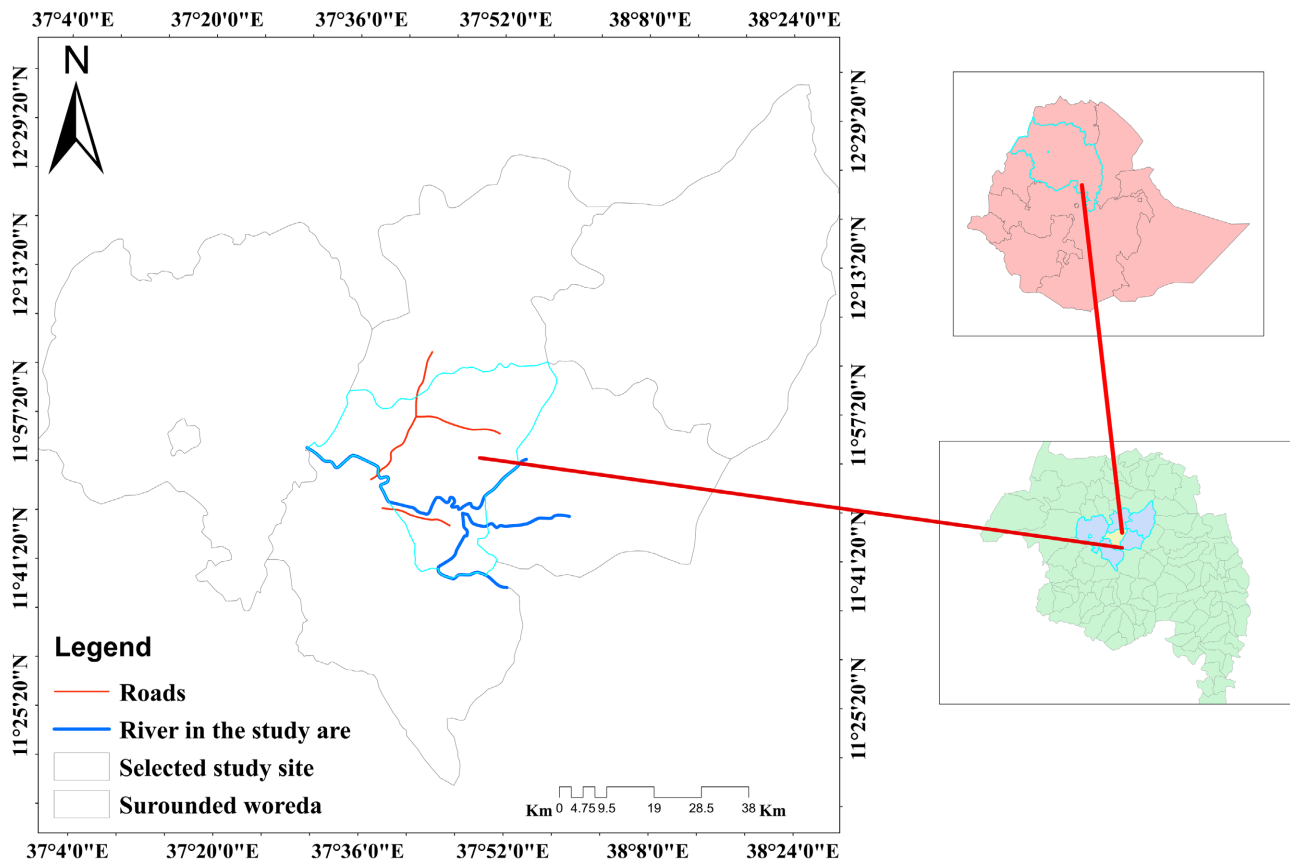 37°4'0"E 37°20'0"E 37°36'0"E 37°52'0"E 38°8'0"E 38°24'0"E
N
12°29'20"N 12°29'20"N
12°13'20"N 12°13'20"N
11°57'20"N 11°57'20"N
11°41'20"N 11°41'20"N
11°25'20"N 11°25'20"N
Legend
Roads
River in the study are
Selected study site
Surounded woreda
Km 0 4.75 9.5 19 28.5 38 Km
37°4'0"E 37°20'0"E 37°36'0"E 37°52'0"E 38°8'0"E 38°24'0"E